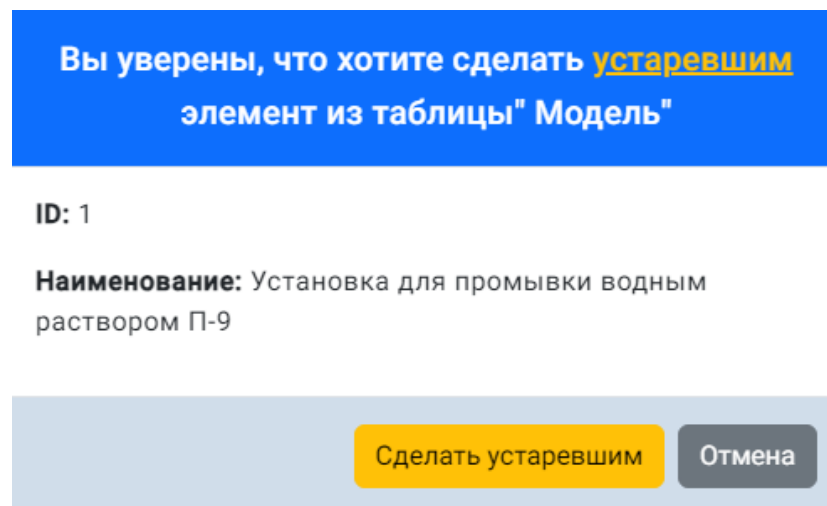 Вы уверены, что хотите сделать устаревшим
элемент из таблицы" Модель"
ID: 1
Наименование: Установка для промывки водным
раствором П-9
Сделать устаревшим
Отмена